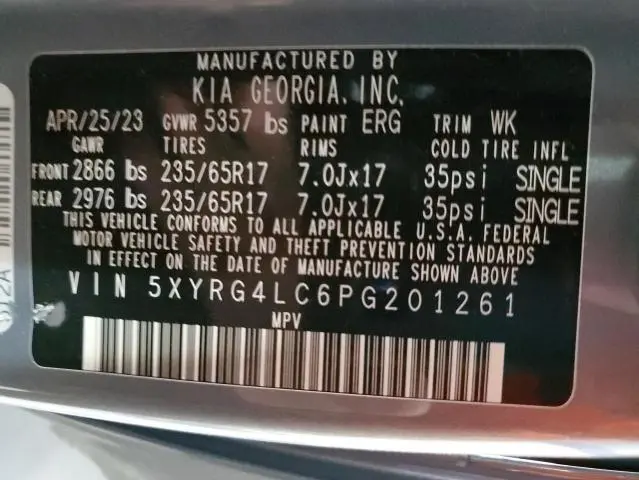 MANUFACTURED BY
KIA GEORGIA, INC.
APR/25/23 GVWR 5357 lbs PAINT ERG TRIM WK
GAWR TIRES RIMS COLD TIRE INFL
FRONT 2866 lbs 235/65R17 7.0Jx17 35psi SINGLE
REAR 2976 lbs 235/65R17 7.0Jx17 35psi SINGLE
THIS VEHICLE CONFORMS TO ALL APPLICABLE U.S.A. FEDERAL
MOTOR VEHICLE SAFETY AND THEFT PREVENTION STANDARDS
IN EFFECT ON THE DATE OF MANUFACTURE SHOWN ABOVE
VIN 5XYRG4LC6PG201261
MPV